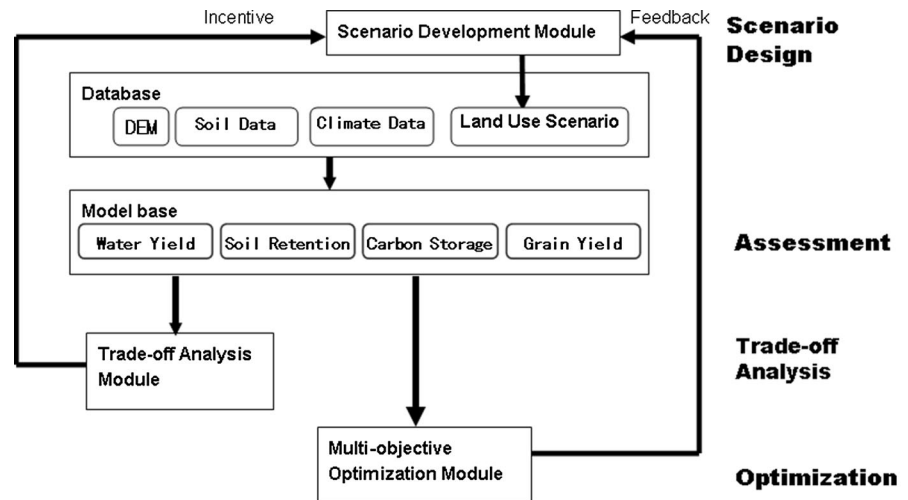 Incentive
Feedback
Scenario Development Module
Scenario
Design
Database
DEM
Soil Data
Climate Data
Land Use Scenario
Model base
Water Yield
Soil Retention
Carbon Storage
Grain Yield
Assessment
Trade-off Analysis
Module
Trade-off
Analysis
Multi-objective
Optimization Module
Optimization